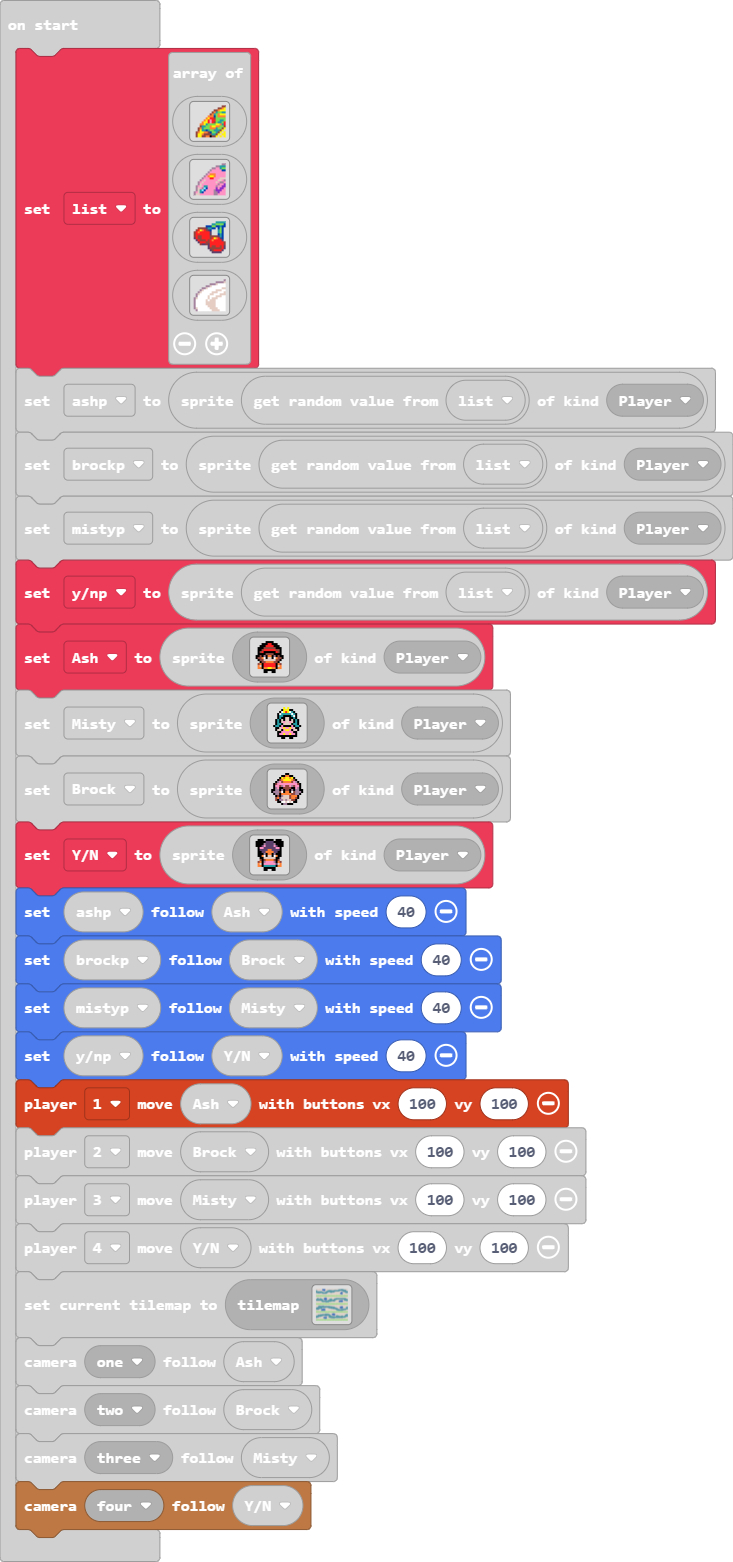 on start
array of
set list to
set ashp to sprite get random value from list of kind Player
set brockp to sprite get random value from list of kind Player
set mistyp to sprite get random value from list of kind Player
set y/np to sprite get random value from list of kind Player
set Ash to sprite of kind Player
set Misty to sprite of kind Player
set Brock to sprite of kind Player
set Y/N to sprite of kind Player
set ashp follow Ash with speed 40
set brockp follow Brock with speed 40
set mistyp follow Misty with speed 40
set y/np follow Y/N with speed 40
player 1 move Ash with buttons vx 100 vy 100
player 2 move Brock with buttons vx 100 vy 100
player 3 move Misty with buttons vx 100 vy 100
player 4 move Y/N with buttons vx 100 vy 100
set current tilemap to tilemap
camera one follow Ash
camera two follow Brock
camera three follow Misty
camera four follow Y/N